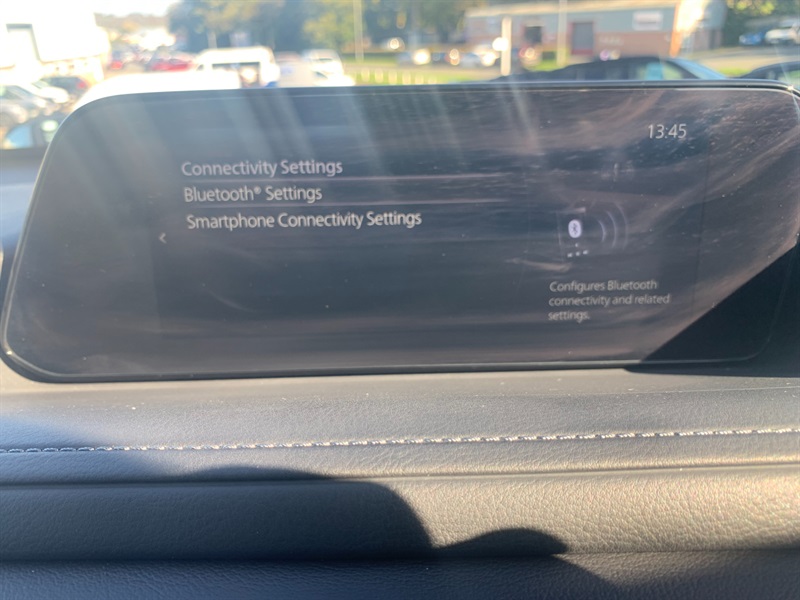 13:45
Connectivity Settings
Bluetooth® Settings
Smartphone Connectivity Settings
Configures Bluetooth
connectivity and related
settings.